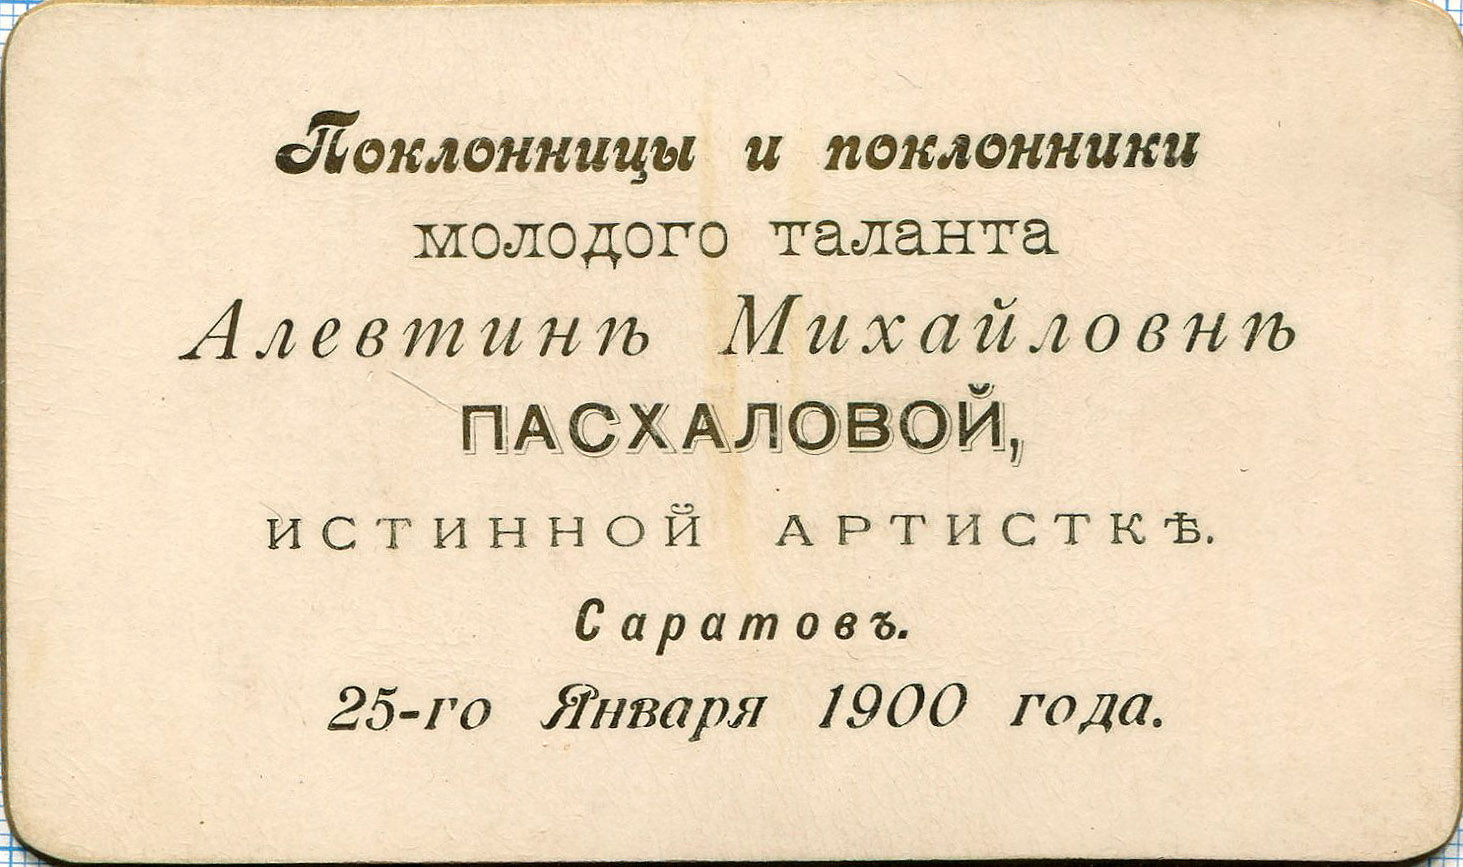 Поклонницы и поклонники
молодого таланта
Алевтинѣ Михайловнѣ
ПАСХАЛОВОЙ,
ИСТИННОЙ АРТИСТКѢ.
Саратовъ.
25-го Января 1900 года.